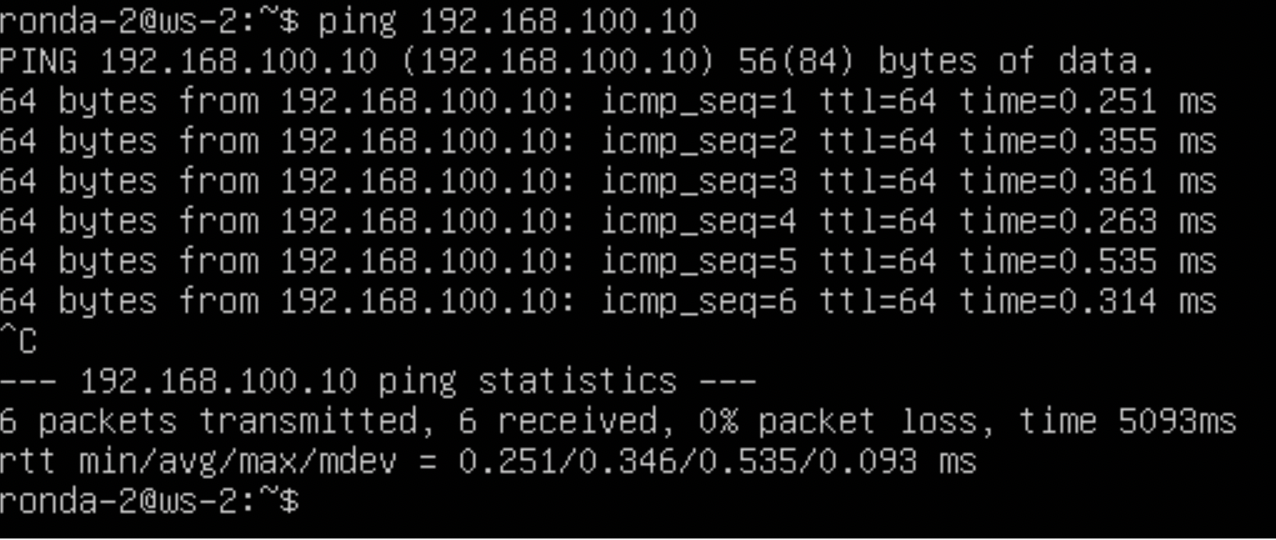 ronda-2@ws-2:~$ ping 192.168.100.10
PING 192.168.100.10 (192.168.100.10) 56(84) bytes of data.
64 bytes from 192.168.100.10: icmp_seq=1 ttl=64 time=0.251 ms
64 bytes from 192.168.100.10: icmp_seq=2 ttl=64 time=0.355 ms
64 bytes from 192.168.100.10: icmp_seq=3 ttl=64 time=0.361 ms
64 bytes from 192.168.100.10: icmp_seq=4 ttl=64 time=0.263 ms
64 bytes from 192.168.100.10: icmp_seq=5 ttl=64 time=0.535 ms
64 bytes from 192.168.100.10: icmp_seq=6 ttl=64 time=0.314 ms
^C
--- 192.168.100.10 ping statistics ---
6 packets transmitted, 6 received, 0% packet loss, time 5093ms
rtt min/avg/max/mdev = 0.251/0.346/0.535/0.093 ms
ronda-2@ws-2:~$